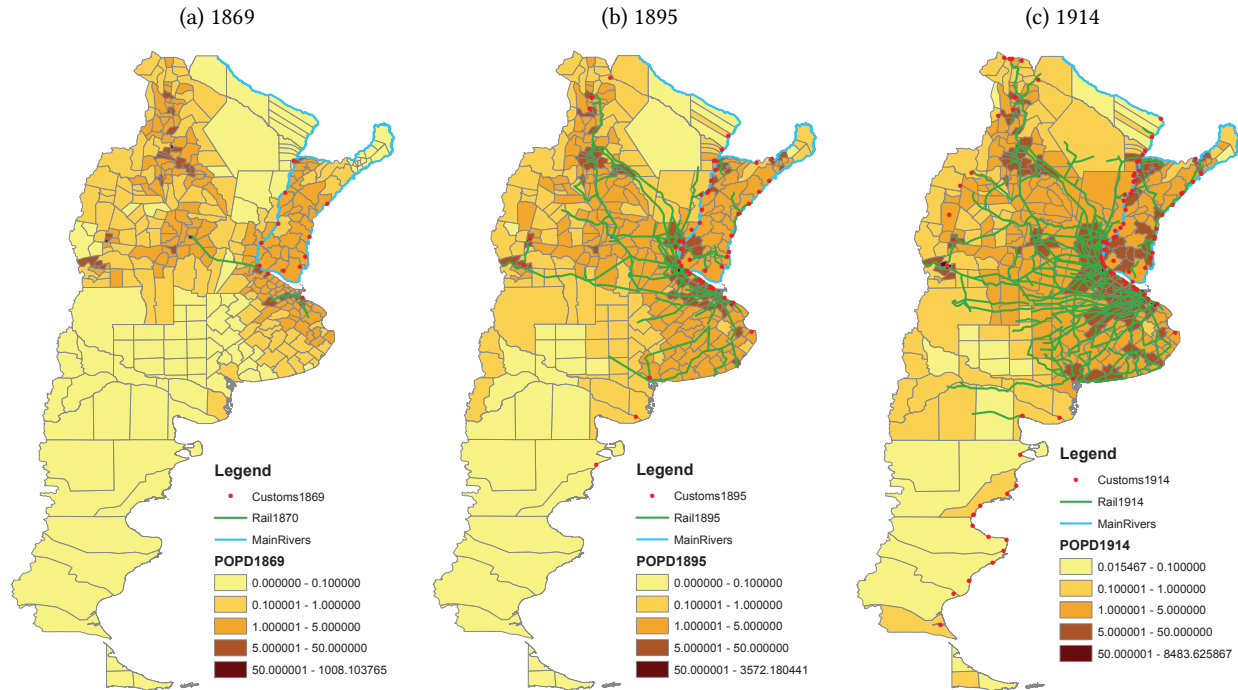 (a) 1869
(b) 1895
(c) 1914
Legend
Customs1869
Rail1870
MainRivers
POPD1869
0.000000 - 0.100000
0.100001 - 1.000000
1.000001 - 5.000000
5.000001 - 50.000000
50.000001 - 1008.103765
Legend
Customs1895
Rail1895
MainRivers
POPD1895
0.000000 - 0.100000
0.100001 - 1.000000
1.000001 - 5.000000
5.000001 - 50.000000
50.000001 - 3572.180441
Legend
Customs1914
Rail1914
MainRivers
POPD1914
0.015467 - 0.100000
0.100001 - 1.000000
1.000001 - 5.000000
5.000001 - 50.000000
50.000001 - 8483.625867